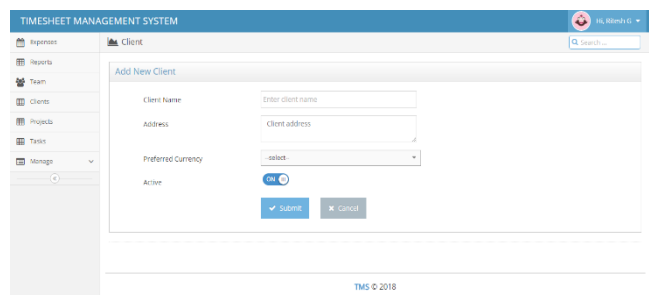 TIMESHEET MANAGEMENT SYSTEM
Hi, Ritesh G.
Expenses
Client
Search ...
Reports
Team
Clients
Projects
Tasks
Manage
Add New Client
Client Name
Enter client name
Address
Client address
Preferred Currency
--select--
Active
ON
Submit
Cancel
TMS © 2018